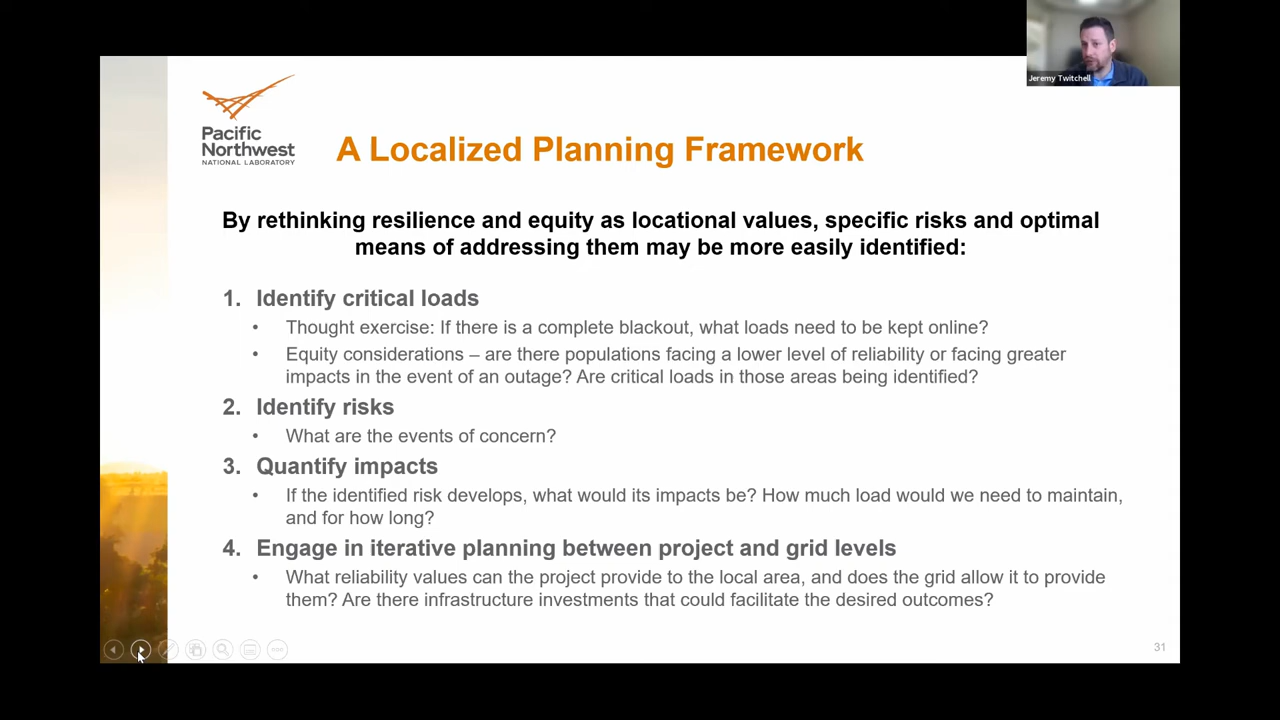 Jeremy Twitchell
Pacific
Northwest
NATIONAL LABORATORY
A Localized Planning Framework
By rethinking resilience and equity as locational values, specific risks and optimal
means of addressing them may be more easily identified:
1. Identify critical loads
• Thought exercise: If there is a complete blackout, what loads need to be kept online?
• Equity considerations – are there populations facing a lower level of reliability or facing greater
impacts in the event of an outage? Are critical loads in those areas being identified?
2. Identify risks
• What are the events of concern?
3. Quantify impacts
• If the identified risk develops, what would its impacts be? How much load would we need to maintain,
and for how long?
4. Engage in iterative planning between project and grid levels
• What reliability values can the project provide to the local area, and does the grid allow it to provide
them? Are there infrastructure investments that could facilitate the desired outcomes?
31